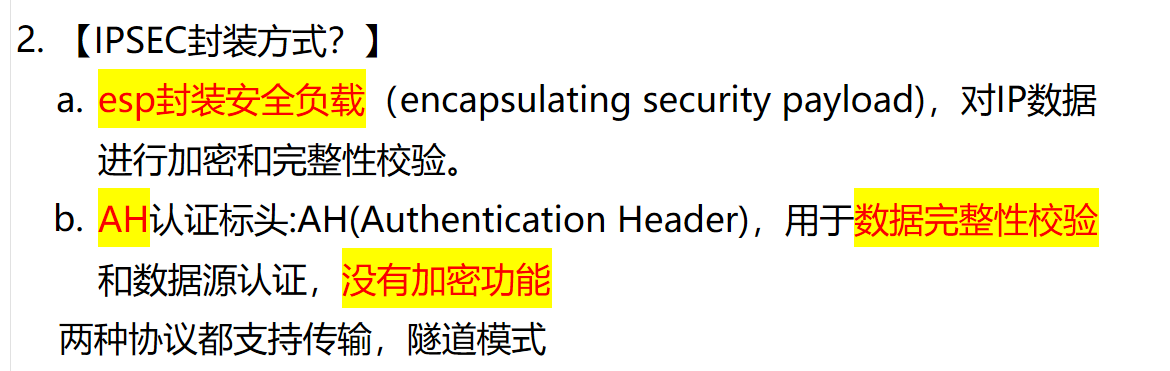 2. 【IPSEC封装方式？】
a. esp封装安全负载（encapsulating security payload)，对IP数据
进行加密和完整性校验。
b. AH认证标头:AH(Authentication Header)，用于数据完整性校验
和数据源认证，没有加密功能
两种协议都支持传输，隧道模式